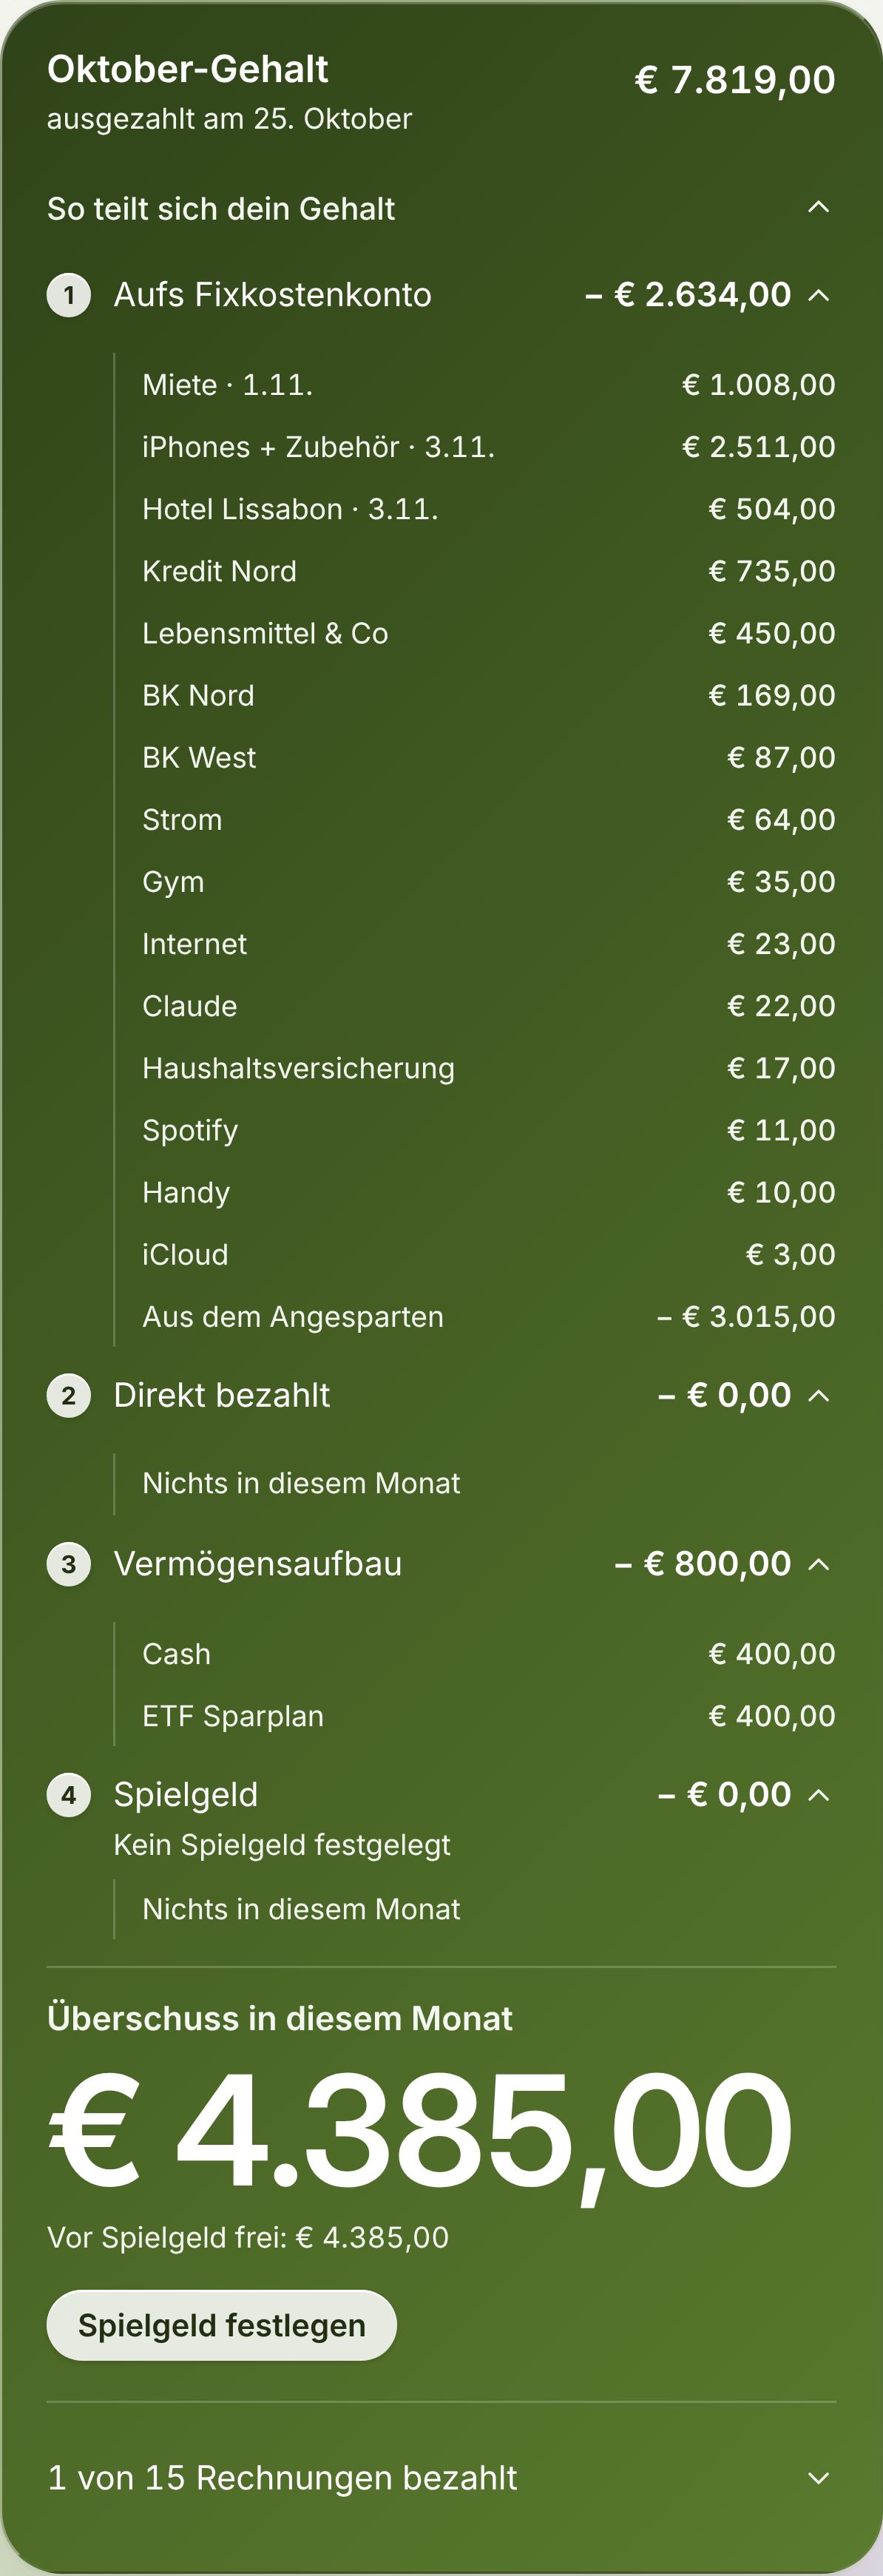 Oktober-Gehalt
€ 7.819,00
ausgezahlt am 25. Oktober
So teilt sich dein Gehalt
1 Aufs Fixkostenkonto – € 2.634,00
Miete · 1.11. € 1.008,00
iPhones + Zubehör · 3.11. € 2.511,00
Hotel Lissabon · 3.11. € 504,00
Kredit Nord € 735,00
Lebensmittel & Co € 450,00
BK Nord € 169,00
BK West € 87,00
Strom € 64,00
Gym € 35,00
Internet € 23,00
Claude € 22,00
Haushaltsversicherung € 17,00
Spotify € 11,00
Handy € 10,00
iCloud € 3,00
Aus dem Angesparten – € 3.015,00
2 Direkt bezahlt – € 0,00
Nichts in diesem Monat
3 Vermögensaufbau – € 800,00
Cash € 400,00
ETF Sparplan € 400,00
4 Spielgeld – € 0,00
Kein Spielgeld festgelegt
Nichts in diesem Monat
Überschuss in diesem Monat
€ 4.385,00
Vor Spielgeld frei: € 4.385,00
Spielgeld festlegen
1 von 15 Rechnungen bezahlt